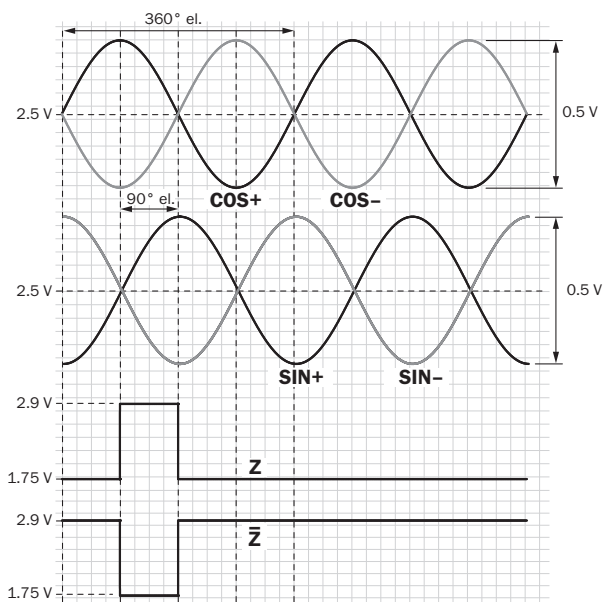 360° el.
2.5 V
0.5 V
COS+ COS–
90° el.
2.5 V
0.5 V
SIN+ SIN–
2.9 V
Z
1.75 V
2.9 V
Z̅
1.75 V